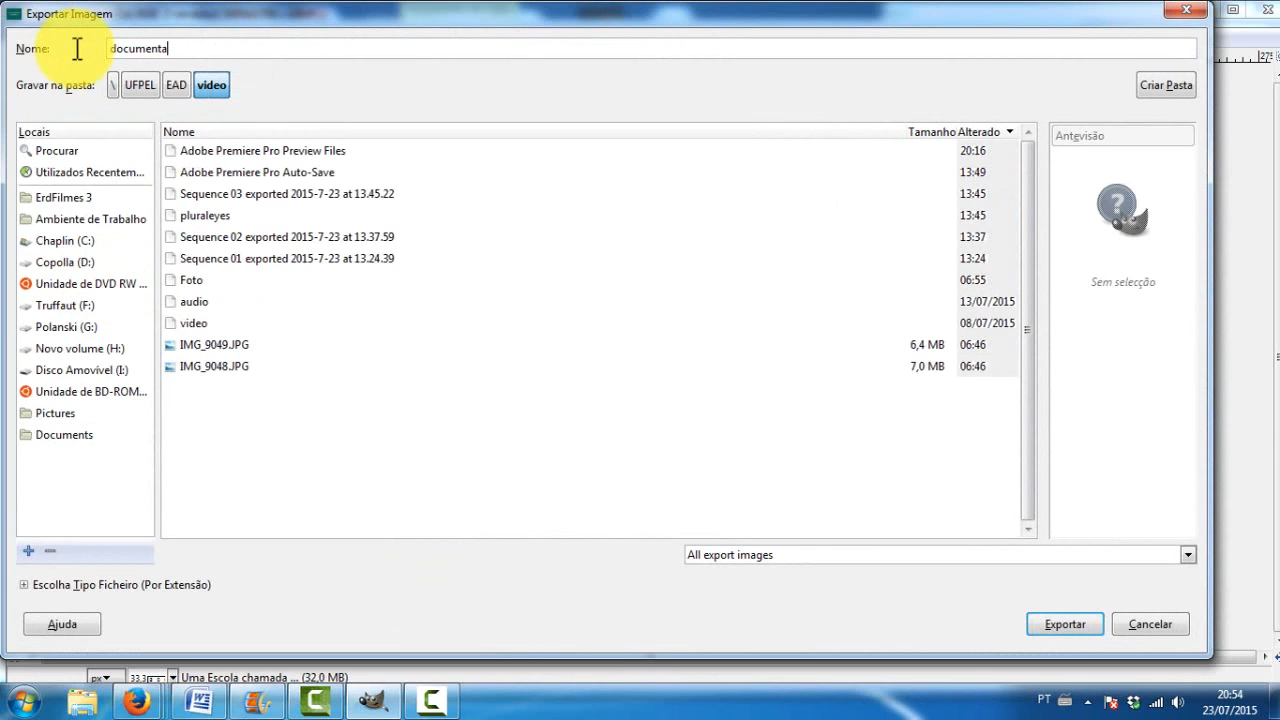 Exportar Imagem
Nome: documenta
Gravar na pasta: \ UFPEL EAD video Criar Pasta
Locais Nome Tamanho Alterado Antevisão
Procurar
Utilizados Recentem...
ErdFilmes 3
Ambiente de Trabalho
Chaplin (C:)
Copolla (D:)
Unidade de DVD RW ...
Truffaut (F:)
Polanski (G:)
Novo volume (H:)
Disco Amovível (I:)
Unidade de BD-ROM...
Pictures
Documents
Adobe Premiere Pro Preview Files 20:16
Adobe Premiere Pro Auto-Save 13:49
Sequence 03 exported 2015-7-23 at 13.45.22 13:45
pluraleyes 13:45
Sequence 02 exported 2015-7-23 at 13.37.59 13:37
Sequence 01 exported 2015-7-23 at 13.24.39 13:24
Foto 06:55
audio 13/07/2015
video 08/07/2015
IMG_9049.JPG 6,4 MB 06:46
IMG_9048.JPG 7,0 MB 06:46
Sem selecção
All export images
Escolha Tipo Ficheiro (Por Extensão)
Ajuda Exportar Cancelar
px 33,3 Uma Escola chamada ... (32,0 MB)
PT 20:54
23/07/2015